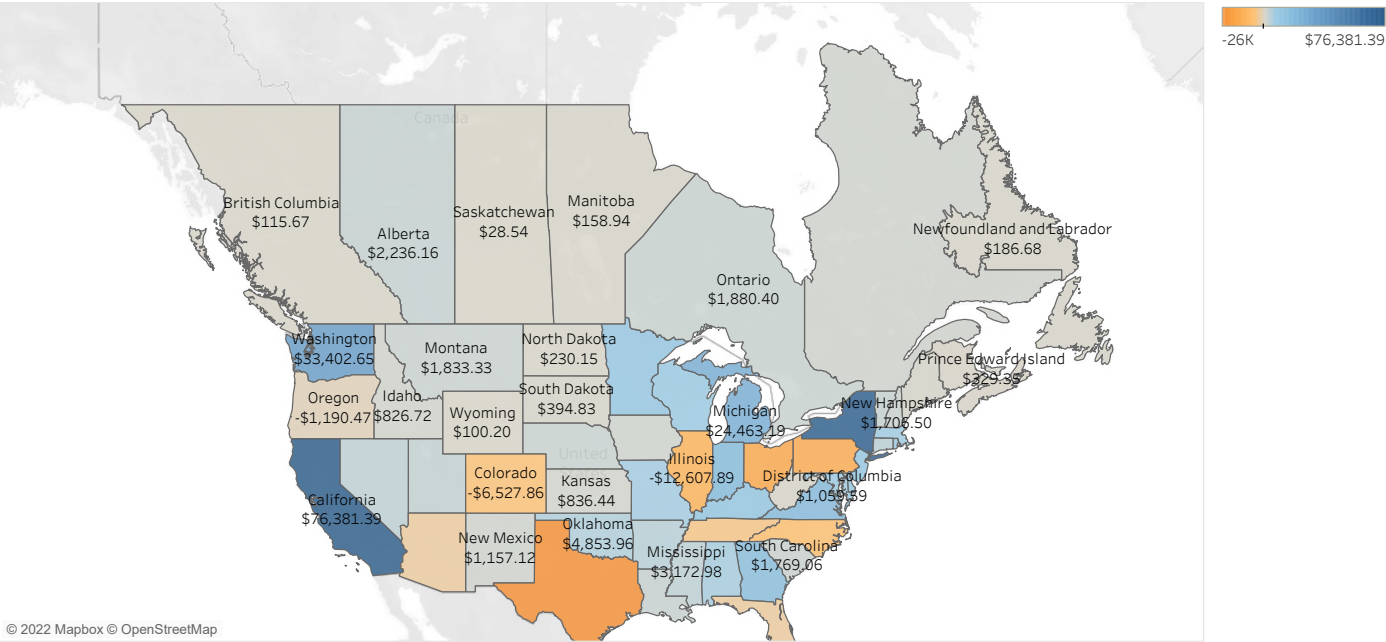 -26K
$76,381.39
Canada
British Columbia
$115.67
Alberta
$2,236.16
Saskatchewan
$28.54
Manitoba
$158.94
Newfoundland and Labrador
$186.68
Ontario
$1,880.40
Washington
$33,402.65
Montana
$1,833.33
North Dakota
$230.15
Prince Edward Island
$329.35
Oregon
-$1,190.47
Idaho
$826.72
Wyoming
$100.20
South Dakota
$394.83
Michigan
$24,463.19
New Hampshire
$1,706.50
United
States
California
$76,381.39
Colorado
-$6,527.86
Kansas
$836.44
Illinois
-$12,607.89
District of Columbia
$1,059.59
New Mexico
$1,157.12
Oklahoma
$4,853.96
Mississippi
$3,172.98
South Carolina
$1,769.06
© 2022 Mapbox © OpenStreetMap